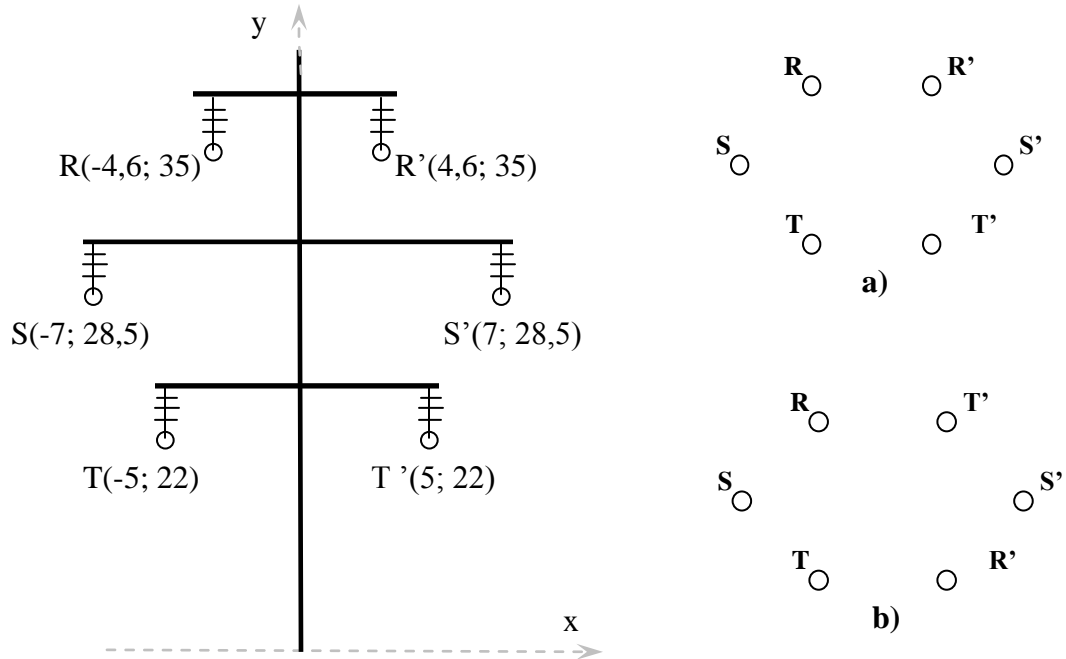 y
R(-4,6; 35)
R’(4,6; 35)
S(-7; 28,5)
S’(7; 28,5)
T(-5; 22)
T ’(5; 22)
x
R
R’
S
S’
T
T’
a)
R
T’
S
S’
T
R’
b)